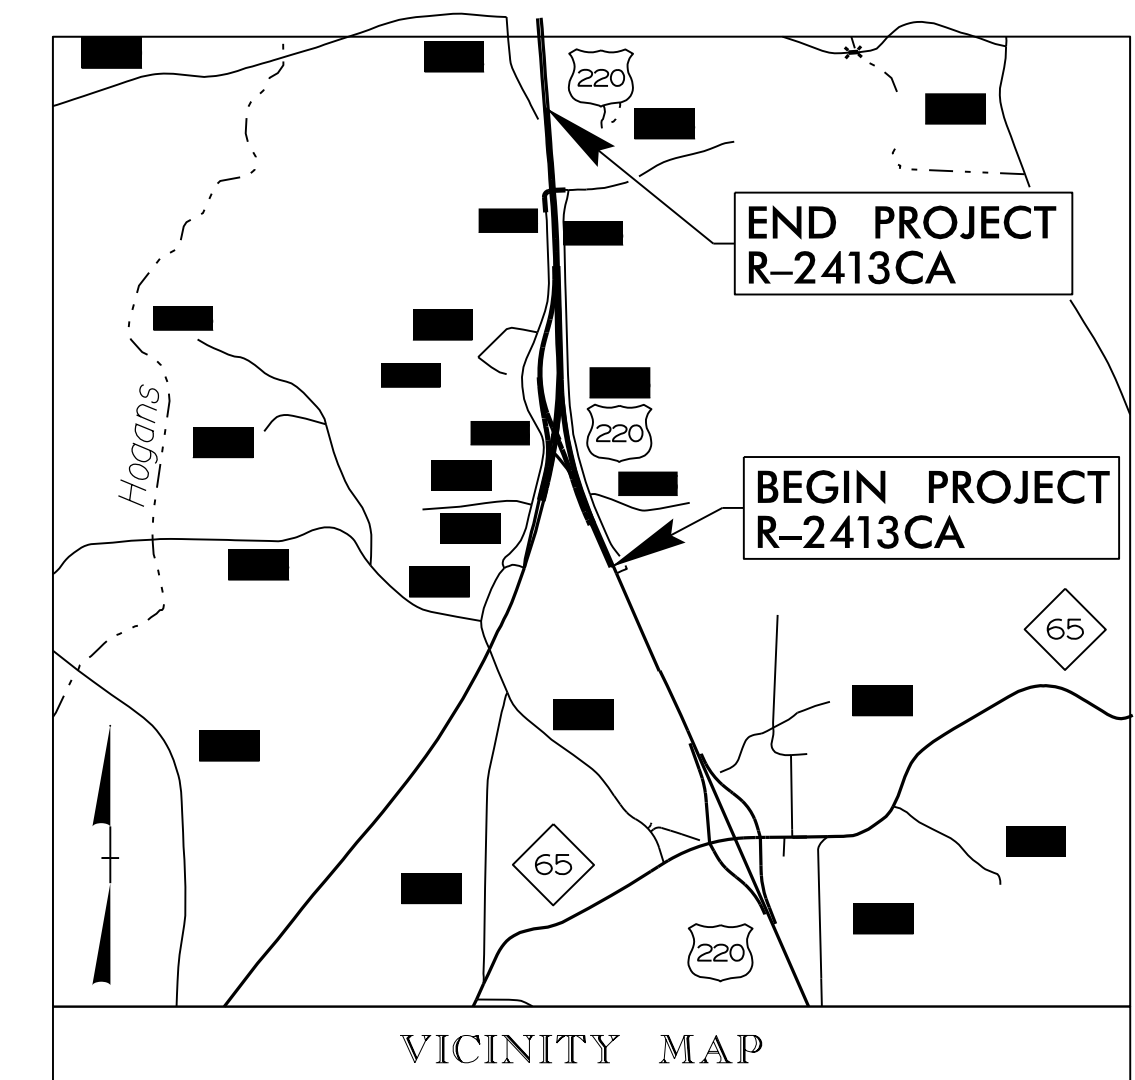 220
END PROJECT
R–2413CA
Hogans
220
BEGIN PROJECT
R–2413CA
65
65
220
VICINITY MAP